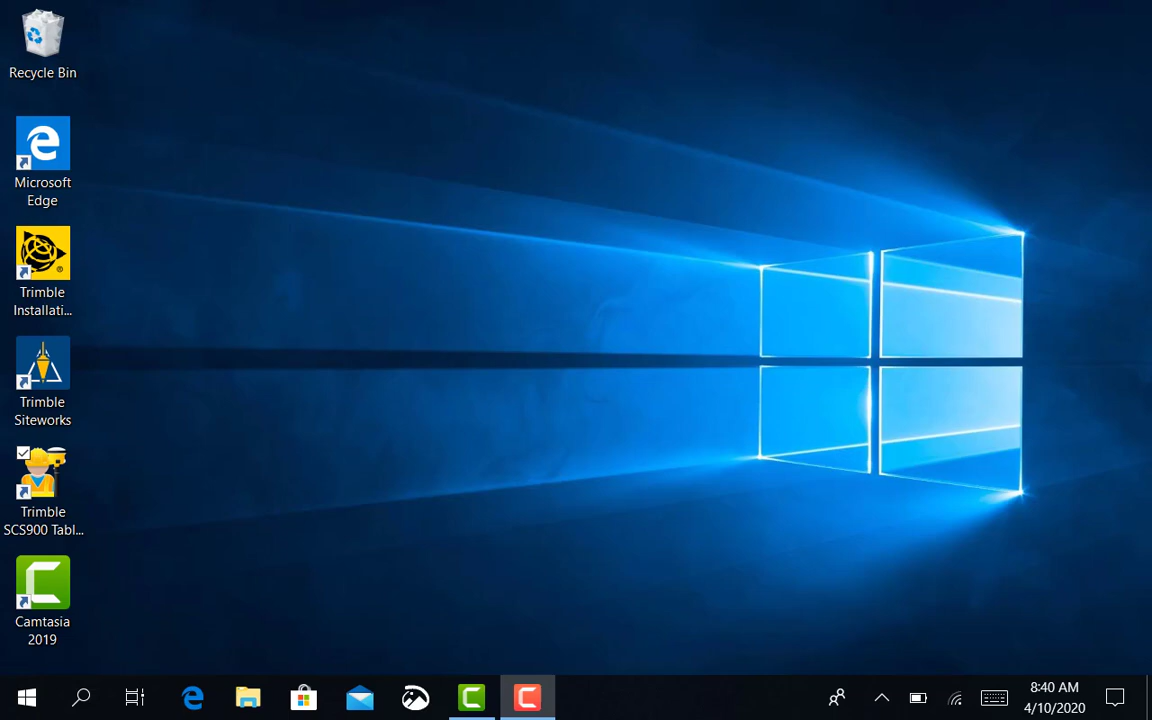 Recycle Bin
Microsoft
Edge
Trimble
Installati...
Trimble
Siteworks
Trimble
SCS900 Tabl...
Camtasia
2019
8:40 AM
4/10/2020